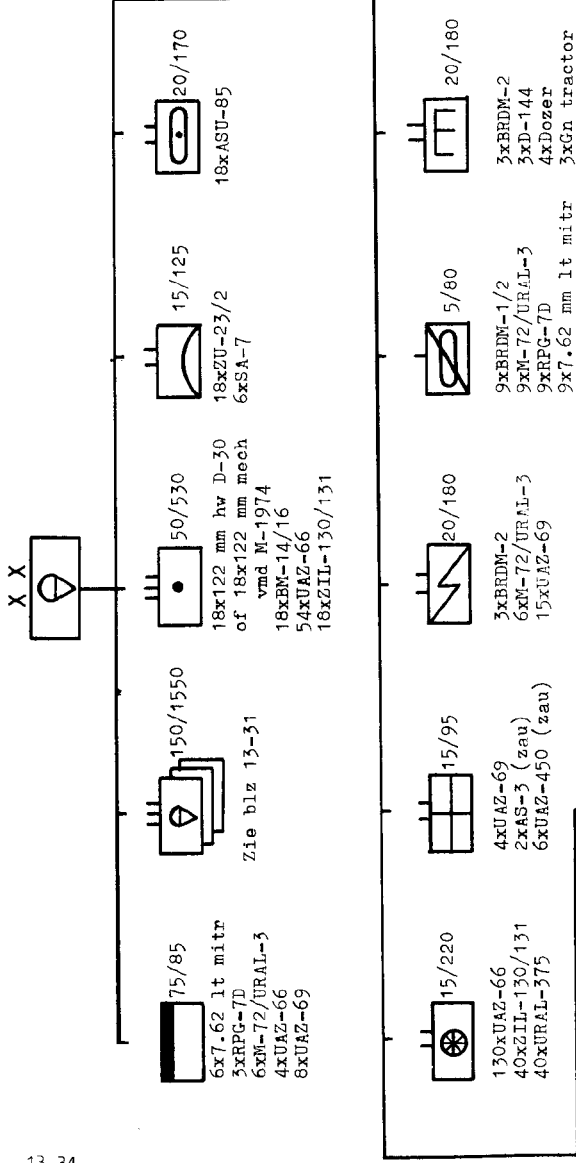 X X
75/85
6x7.62 lt mitr
3xRPG-7D
6xM-72/URAL-3
4xUAZ-66
8xUAZ-69
150/1550
Zie blz 13-31
50/530
18x122 mm hw D-30
of 18x122 mm mech
vmd M-1974
18xBM-14/16
54xUAZ-66
18xZIL-130/131
15/125
18xZU-23/2
6xSA-7
20/170
18xASU-85
15/220
130xUAZ-66
40xZIL-130/131
40xURAL-375
15/95
4xUAZ-69
2xAS-3 (zau)
6xUAZ-450 (zau)
20/180
3xBRDM-2
6xM-72/URAL-3
15xUAZ-69
5/80
9xBRDM-1/2
9xM-72/URAL-3
9xRPG-7D
9x7.62 mm lt mitr
E
20/180
3xBRDM-2
3xD-144
4xDozer
3xGn tractor
13-34